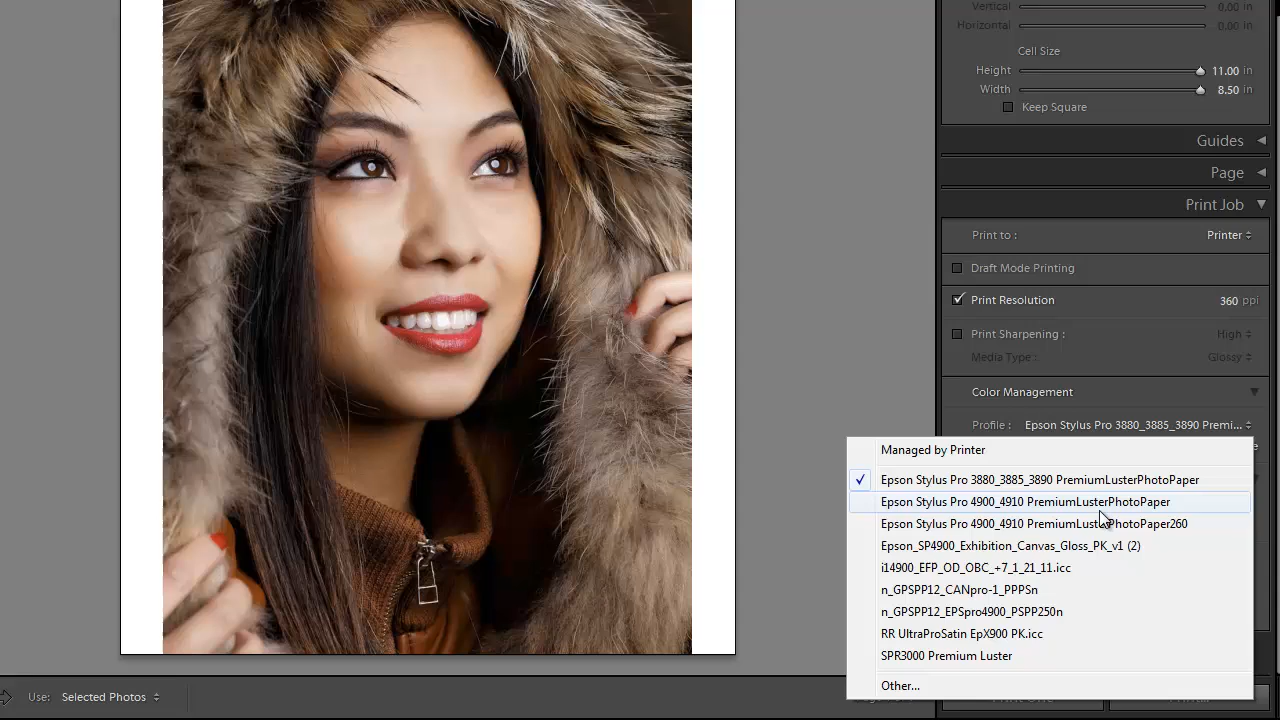 Vertical 0.00 in
Horizontal 0.00 in
Cell Size
Height 11.00 in
Width 8.50 in
Keep Square
Guides
Page
Print Job
Print to : Printer
Draft Mode Printing
Print Resolution 360 ppi
Print Sharpening : High
Media Type : Glossy
Color Management
Profile : Epson Stylus Pro 3880_3885_3890 Premi...
Managed by Printer
Epson Stylus Pro 3880_3885_3890 PremiumLusterPhotoPaper
Epson Stylus Pro 4900_4910 PremiumLusterPhotoPaper
Epson Stylus Pro 4900_4910 PremiumLusterPhotoPaper260
Epson_SP4900_Exhibition_Canvas_Gloss_PK_v1 (2)
i14900_EFP_OD_OBC_+7_1_21_11.icc
n_GPSPP12_CANpro-1_PPPSn
n_GPSPP12_EPSpro4900_PSPP250n
RR UltraProSatin EpX900 PK.icc
SPR3000 Premium Luster
Other...
Use: Selected Photos